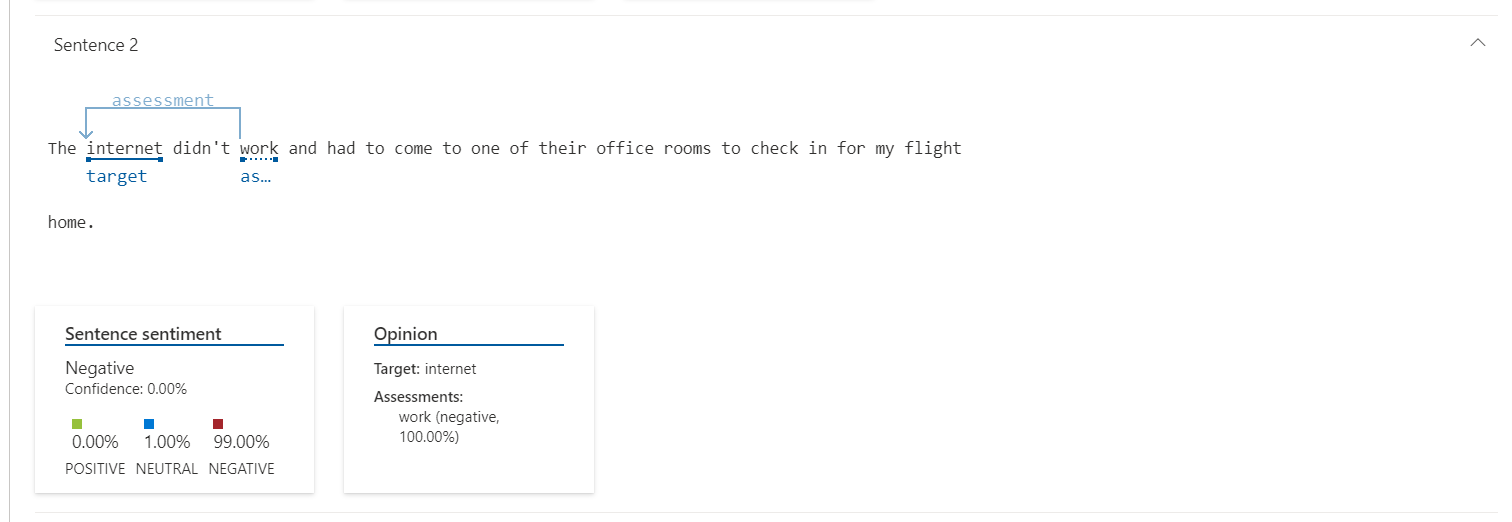 Sentence 2
assessment
The internet didn't work and had to come to one of their office rooms to check in for my flight
target as…
home.
Sentence sentiment
Negative
Confidence: 0.00%
0.00% 1.00% 99.00%
POSITIVE NEUTRAL NEGATIVE
Opinion
Target: internet
Assessments:
work (negative,
100.00%)